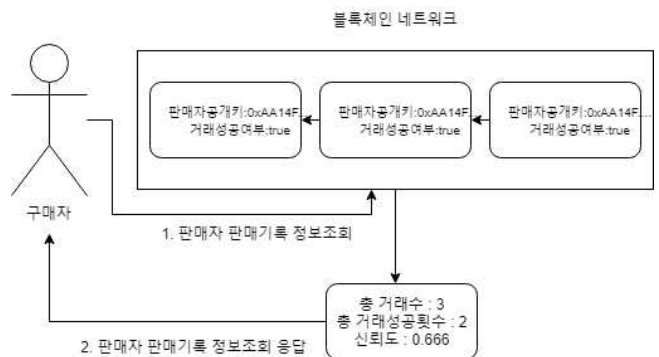 블록체인 네트워크
판매자공개키:0xAA14F...
거래성공여부:true
판매자공개키:0xAA14F...
거래성공여부:true
판매자공개키:0xAA14F....
거래성공여부:true
구매자
1. 판매자 판매기록 정보조회
총 거래수 : 3
총 거래성공횟수 : 2
신뢰도 : 0.666
2. 판매자 판매기록 정보조회 응답